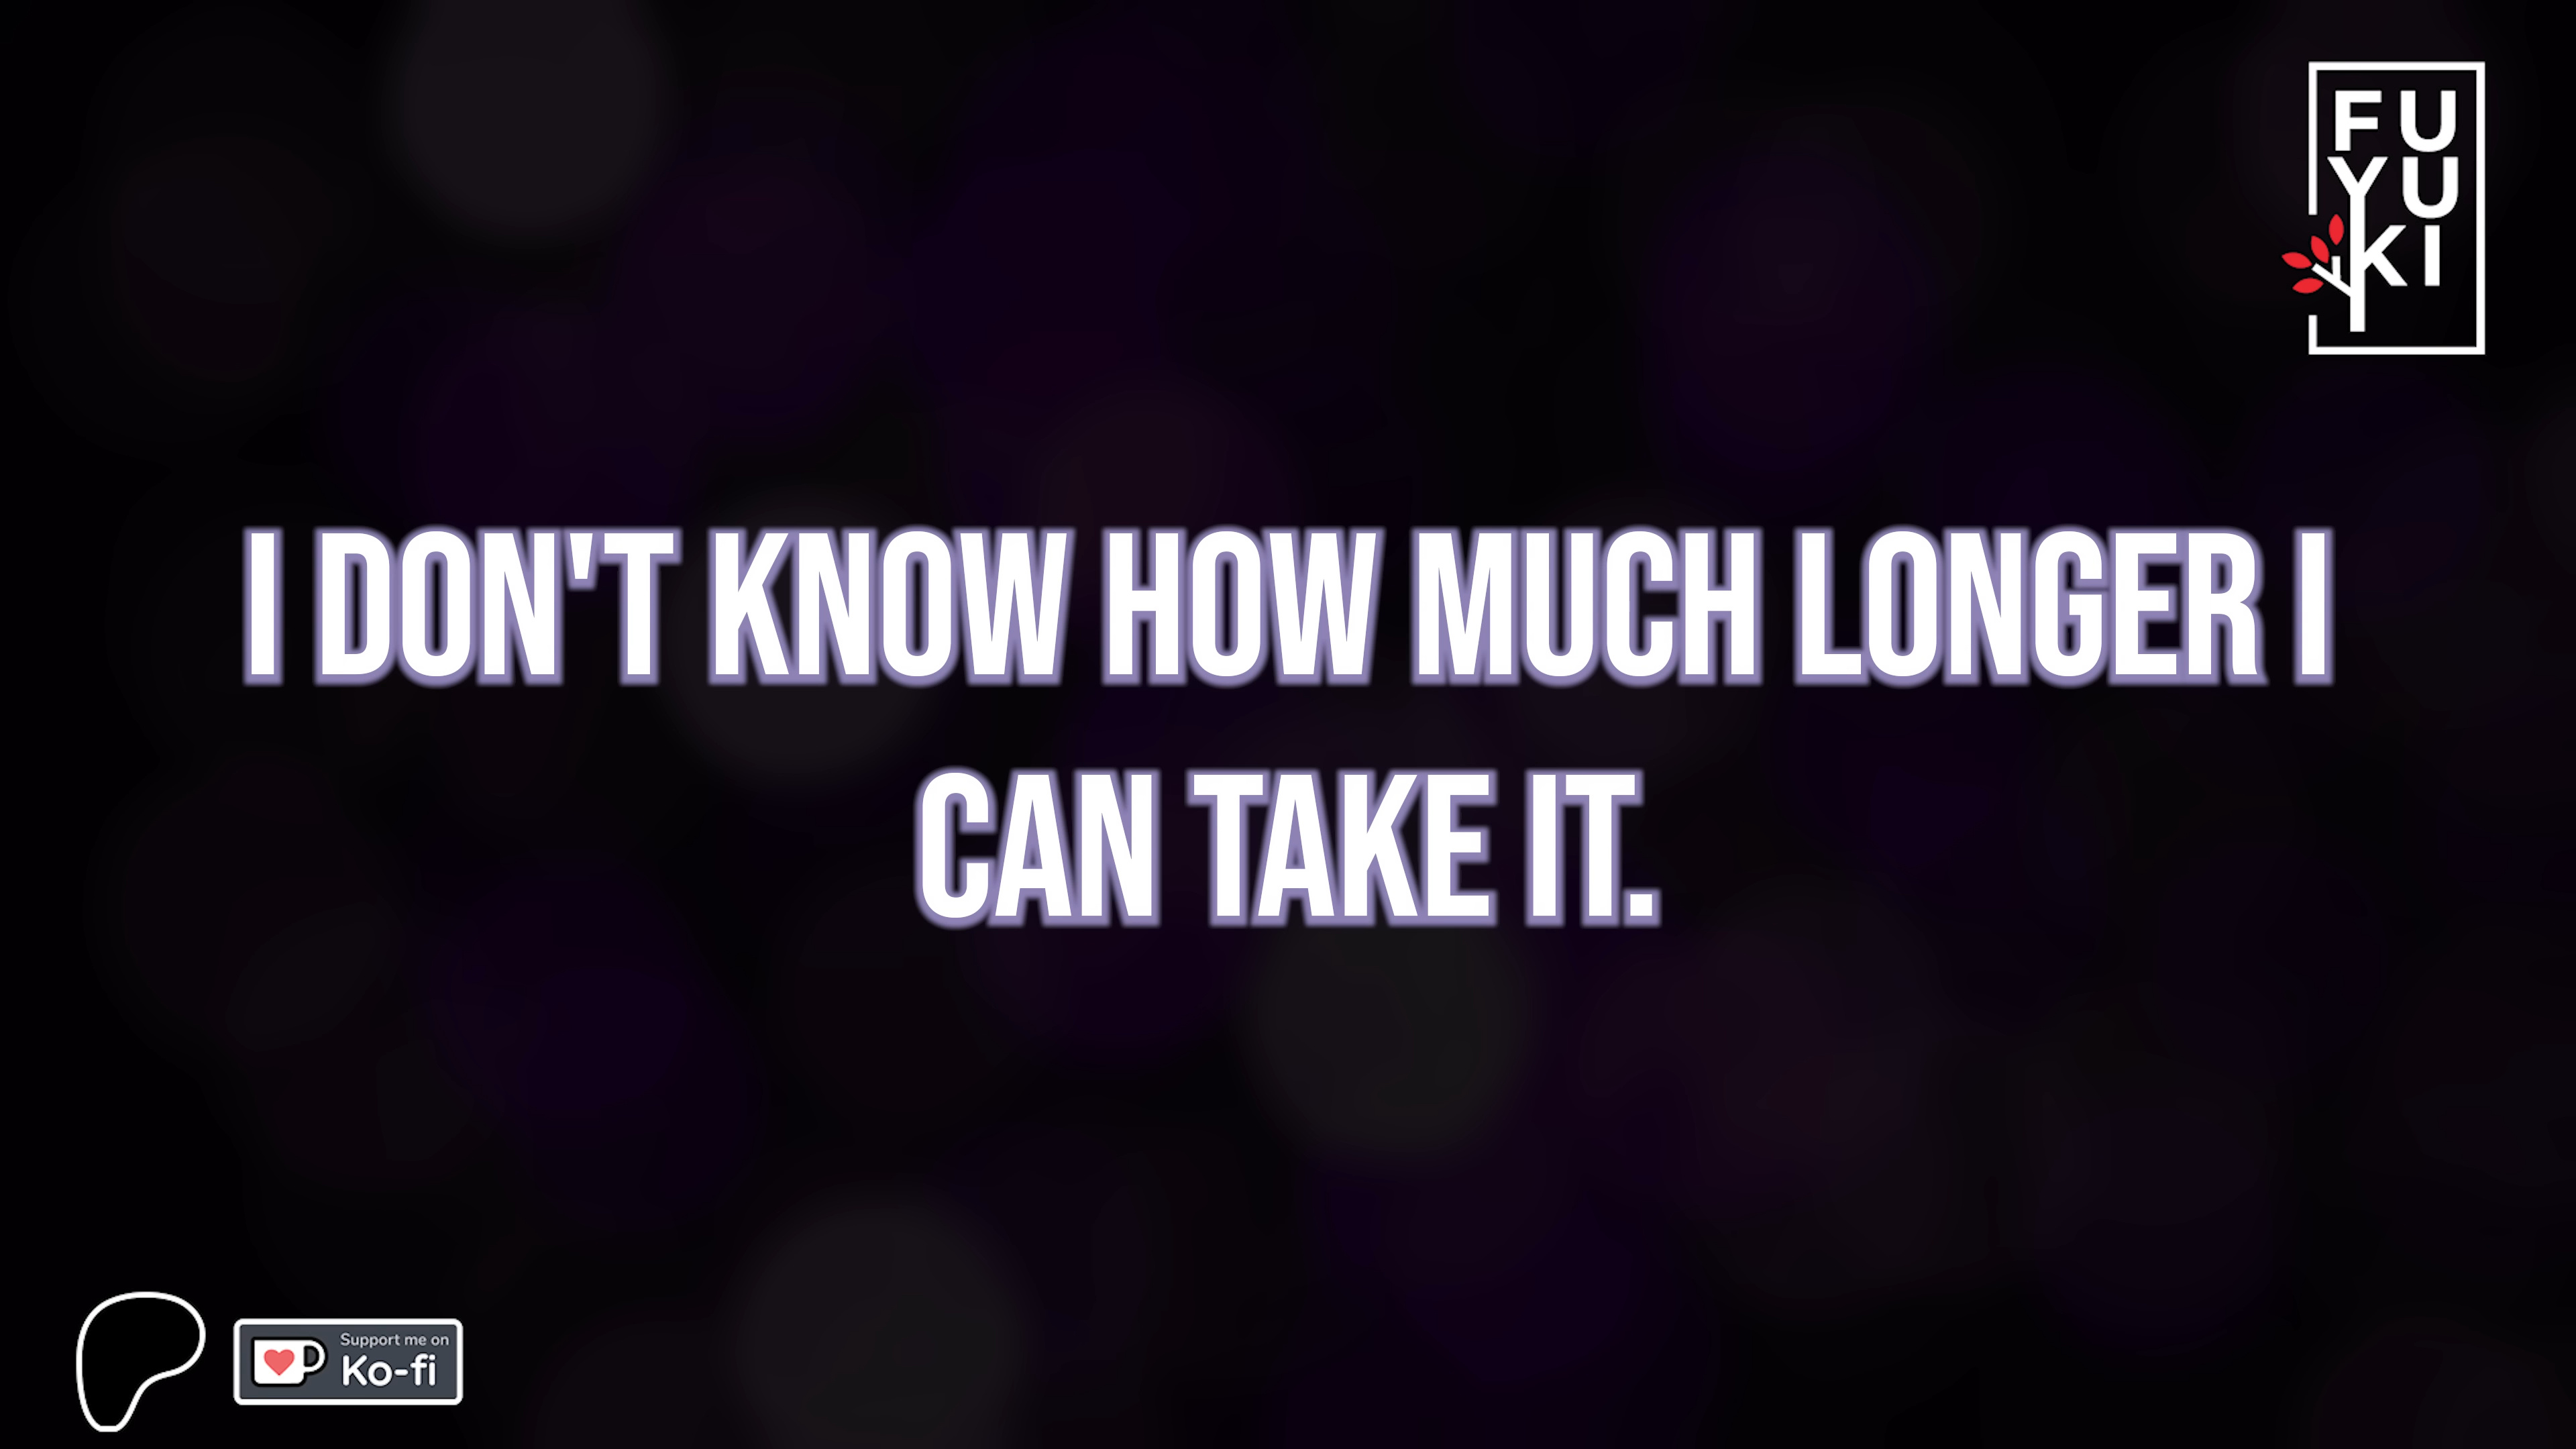 FU
YU
KI
I DON'T KNOW HOW MUCH LONGER I
CAN TAKE IT.
Support me on
Ko-fi